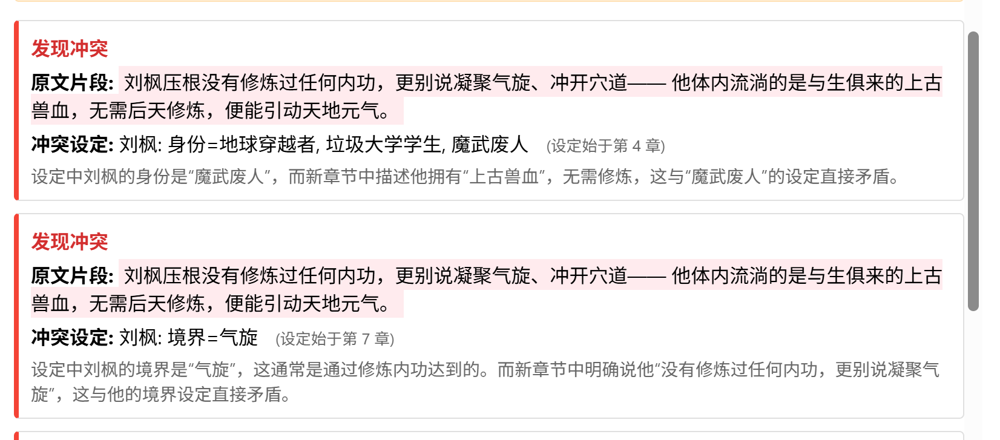 发现冲突
原文片段: 刘枫压根没有修炼过任何内功，更别说凝聚气旋、冲开穴道—— 他体内流淌的是与生俱来的上古
兽血，无需后天修炼，便能引动天地元气。
冲突设定: 刘枫: 身份=地球穿越者, 垃圾大学学生, 魔武废人 (设定始于第 4 章)
设定中刘枫的身份是“魔武废人”，而新章节中描述他拥有“上古兽血”，无需修炼，这与“魔武废人”的设定直接矛盾。
发现冲突
原文片段: 刘枫压根没有修炼过任何内功，更别说凝聚气旋、冲开穴道—— 他体内流淌的是与生俱来的上古
兽血，无需后天修炼，便能引动天地元气。
冲突设定: 刘枫: 境界=气旋 (设定始于第 7 章)
设定中刘枫的境界是“气旋”，这通常是通过修炼内功达到的。而新章节中明确说他“没有修炼过任何内功，更别说凝聚气
旋”，这与他的境界设定直接矛盾。